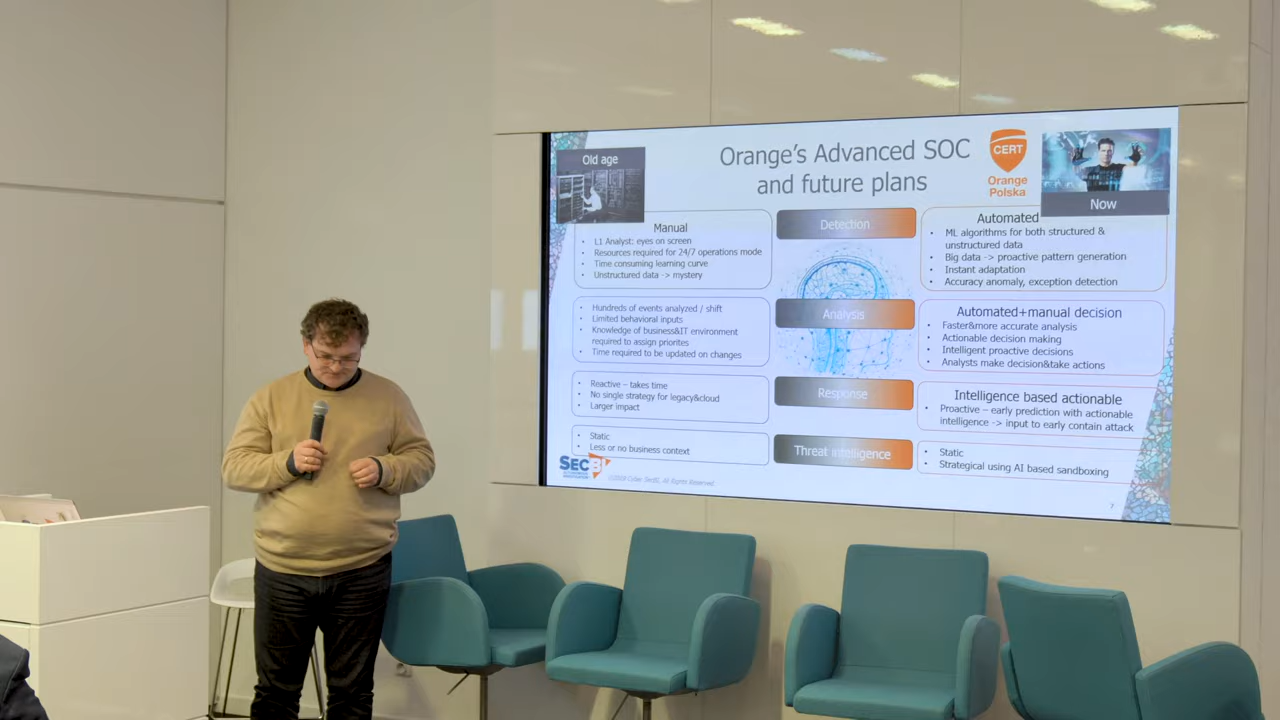 Old age
Orange's Advanced SOC
and future plans
CERT
Orange
Polska
Now
Manual
• L1 Analyst: eyes on screen
• Resources required for 24/7 operations mode
• Time consuming learning curve
• Unstructured data -> mystery
Detection
Automated
• ML algorithms for both structured &
unstructured data
• Big data -> proactive pattern generation
• Instant adaptation
• Accuracy anomaly, exception detection
• Hundreds of events analyzed / shift
• Limited behavioral inputs
• Knowledge of business&IT environment
required to assign priorites
• Time required to be updated on changes
Analysis
Automated+manual decision
• Faster&more accurate analysis
• Actionable decision making
• Intelligent proactive decisions
• Analysts make decision&take actions
• Reactive – takes time
• No single strategy for legacy&cloud
• Larger impact
Response
Intelligence based actionable
• Proactive – early prediction with actionable
intelligence -> input to early contain attack
• Static
• Less or no business context
Threat intelligence
• Static
• Strategical using AI based sandboxing
SECBI
Cyber SecBI, All Rights Reserved
7